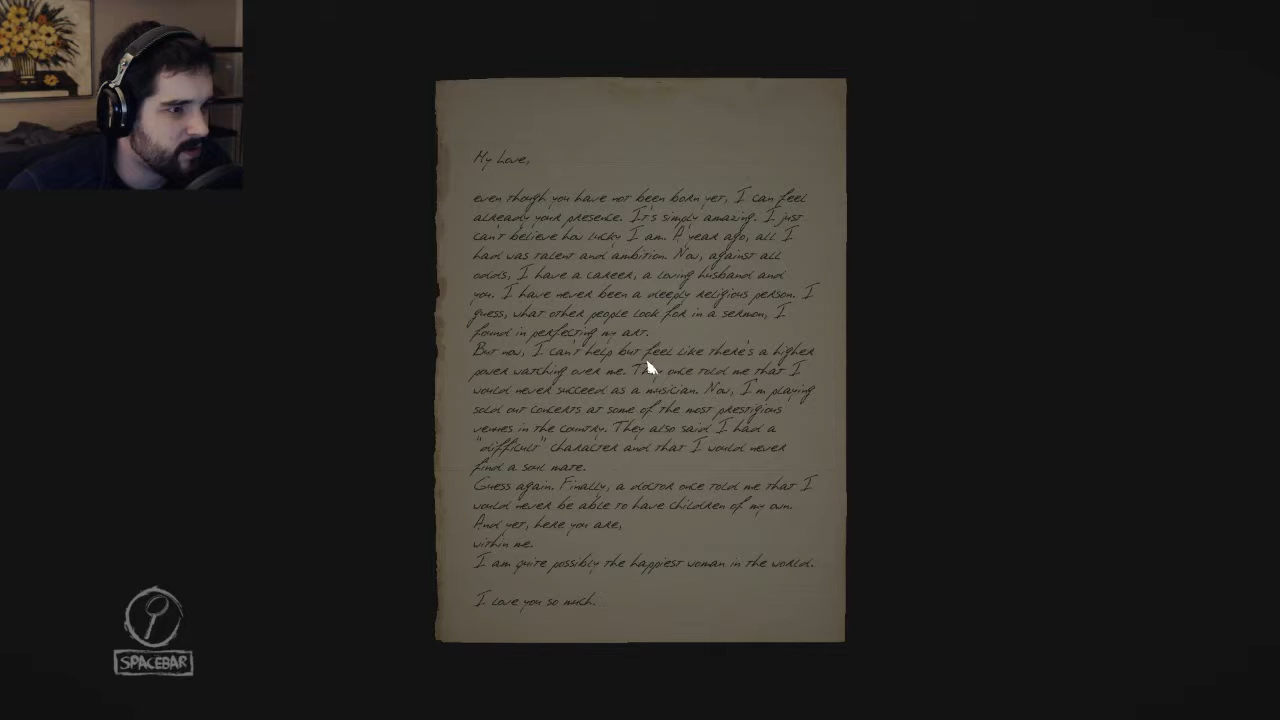 My Love,
even though you have not been born yet, I can feel
already your presence. It's simply amazing. I just
can't believe how lucky I am. A year ago, all I
had was talent and ambition. Now, against all
odds, I have a career, a loving husband and
you. I have never been a deeply religious person. I
guess, what other people look for in a sermon, I
found in perfecting my art.
But now, I can't help but feel like there's a higher
power watching over me. They once told me that I
would never succeed as a musician. Now, I'm playing
sold out concerts at some of the most prestigious
venues in the country. They also said I had a
"difficult" character and that I would never
find a soul mate.
Guess again. Finally, a doctor once told me that I
would never be able to have children of my own.
And yet, here you are,
within me.
I am quite possibly the happiest woman in the world.
I love you so much.
SPACEBAR